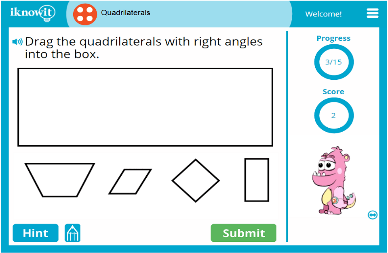 iknowit
Quadrilaterals
Welcome!
Drag the quadrilaterals with right angles
into the box.
Progress
3/15
Score
2
Hint
Submit